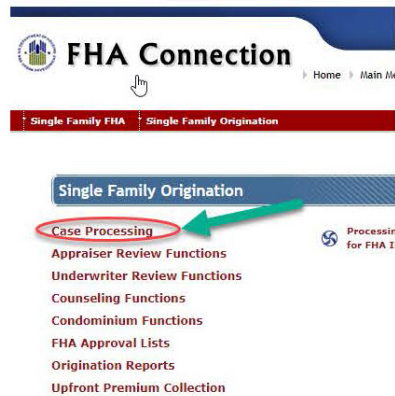 FHA Connection
Home Main Me
Single Family FHA Single Family Origination
Single Family Origination
Case Processing
Processin
for FHA I
Appraiser Review Functions
Underwriter Review Functions
Counseling Functions
Condominium Functions
FHA Approval Lists
Origination Reports
Upfront Premium Collection